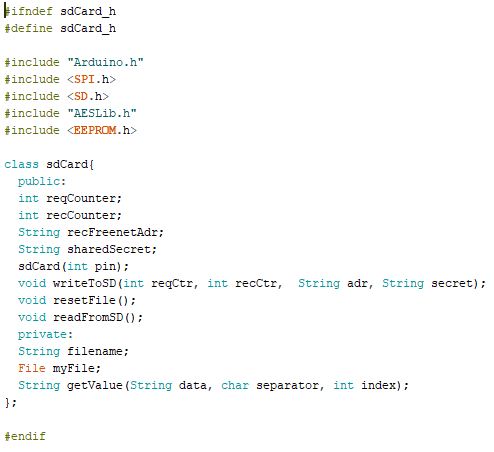 #ifndef sdCard_h
#define sdCard_h

#include "Arduino.h"
#include <SPI.h>
#include <SD.h>
#include "AESLib.h"
#include <EEPROM.h>

class sdCard{
  public:
  int reqCounter;
  int recCounter;
  String recFreenetAdr;
  String sharedSecret;
  sdCard(int pin);
  void writeToSD(int reqCtr, int recCtr,  String adr, String secret);
  void resetFile();
  void readFromSD();
  private:
  String filename;
  File myFile;
  String getValue(String data, char separator, int index);
};

#endif